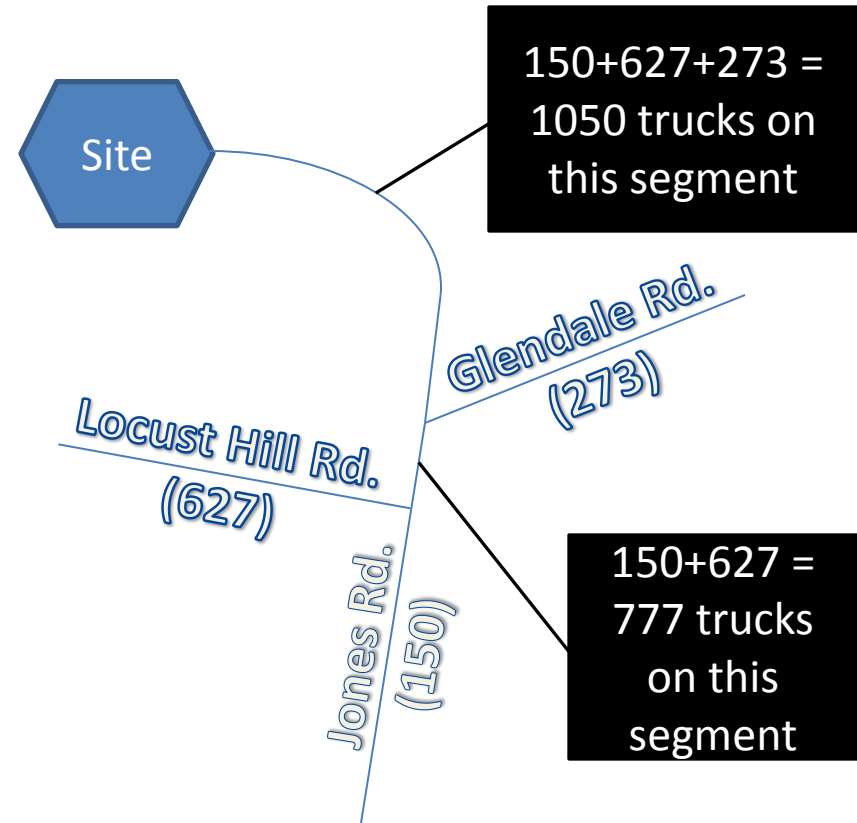 150+627+273 =
1050 trucks on
this segment
Site
Glendale Rd.
(273)
Locust Hill Rd.
(627)
Jones Rd.
(150)
150+627 =
777 trucks
on this
segment